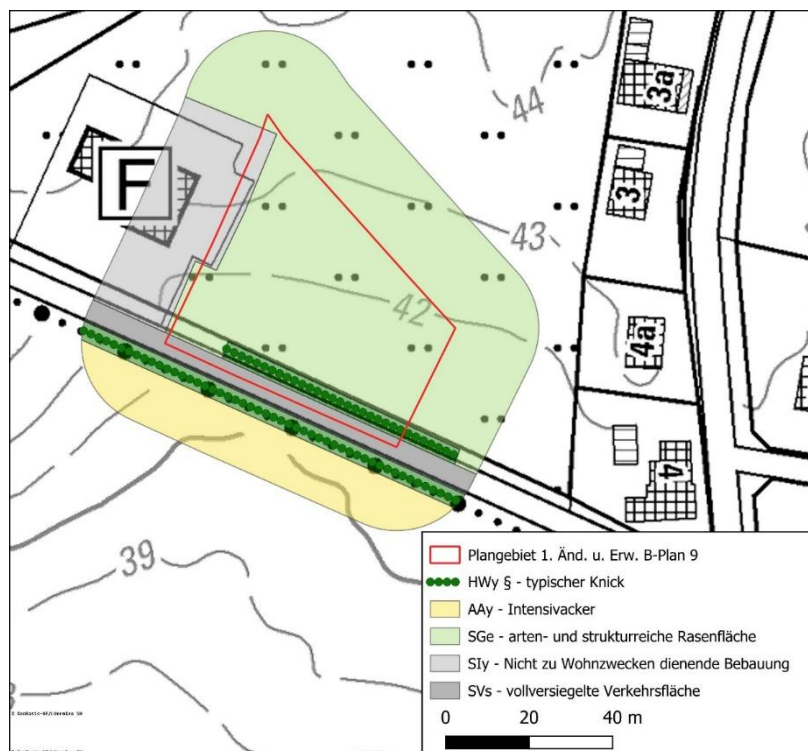 44
3a
F
3
43
42
4a
4
39
Plangebiet 1. Änd. u. Erw. B-Plan 9
HWy § - typischer Knick
AAy - Intensivacker
SGe - arten- und strukturreiche Rasenfläche
SIy - Nicht zu Wohnzwecken dienende Bebauung
SVs - vollversiegelte Verkehrsfläche
0 20 40 m